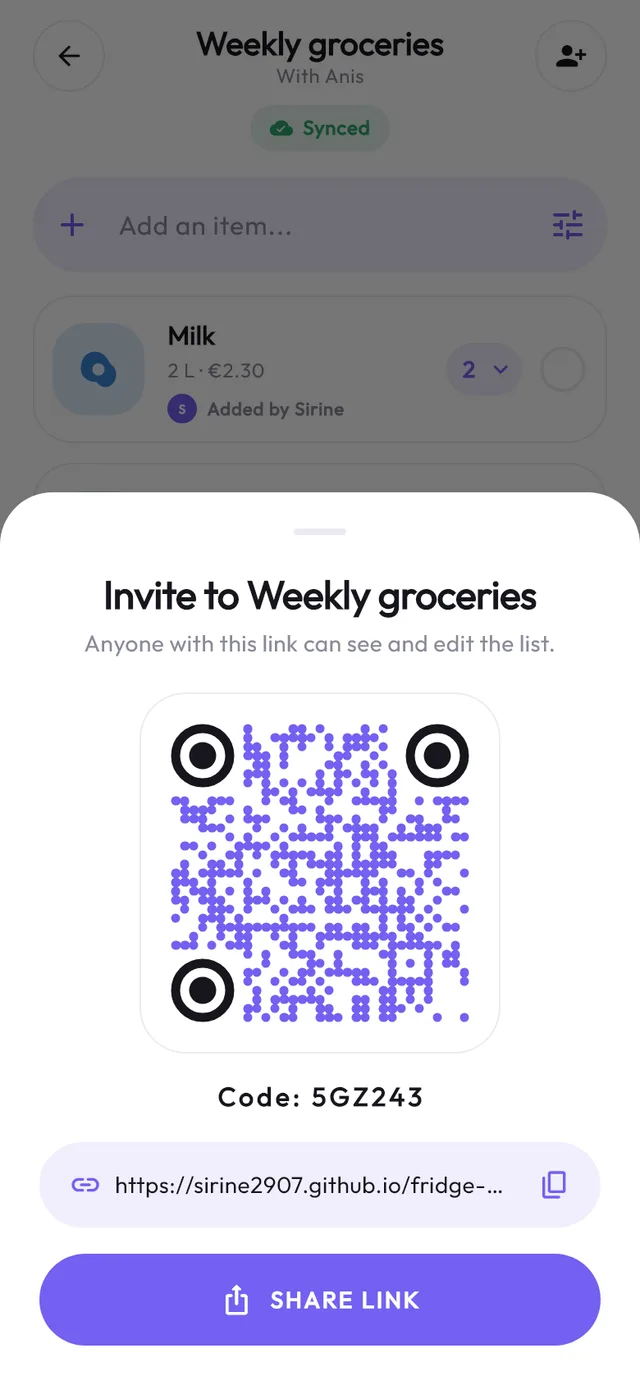 Weekly groceries
With Anis
Synced
Add an item...
Milk
2 L · €2.30
2
S Added by Sirine
Invite to Weekly groceries
Anyone with this link can see and edit the list.
Code: 5GZ243
https://sirine2907.github.io/fridge-...
SHARE LINK